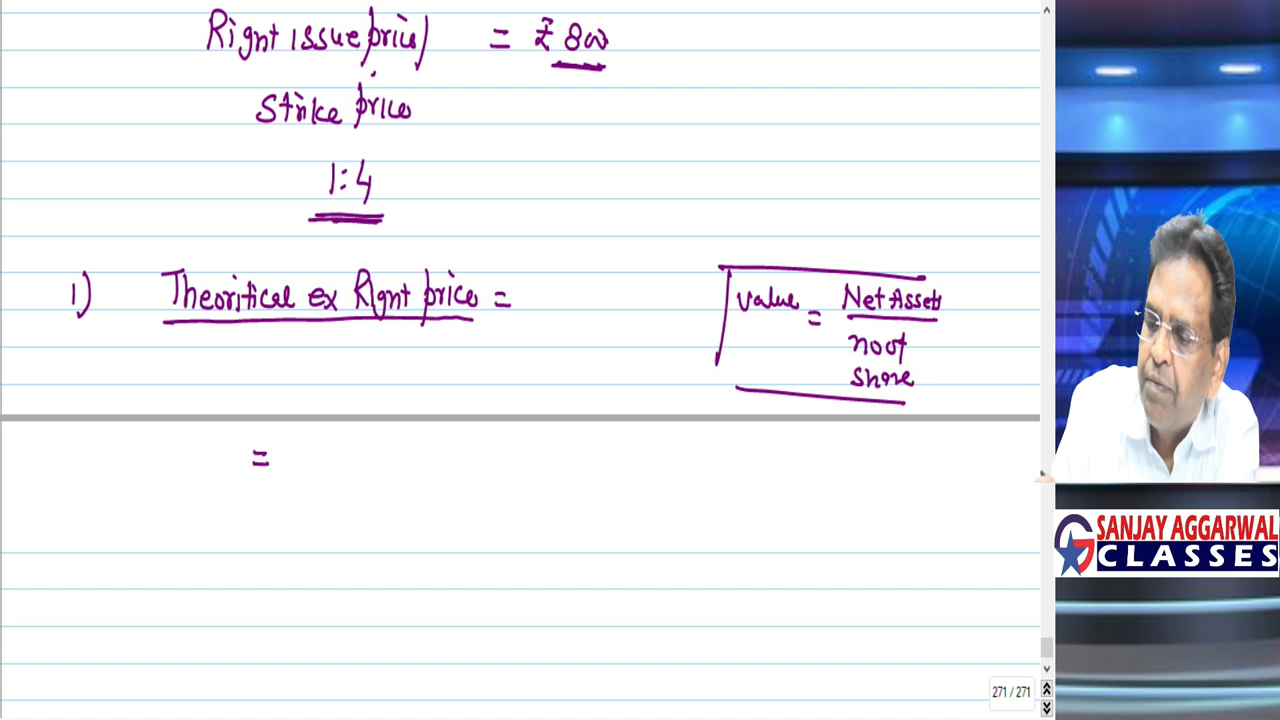 Right issue price = ₹ 800
Strike price
1:4
1) Theoritical ex Right price =
Value = Net Assets
no of
share
=
SANJAY AGGARWAL
CLASSES
271 / 271